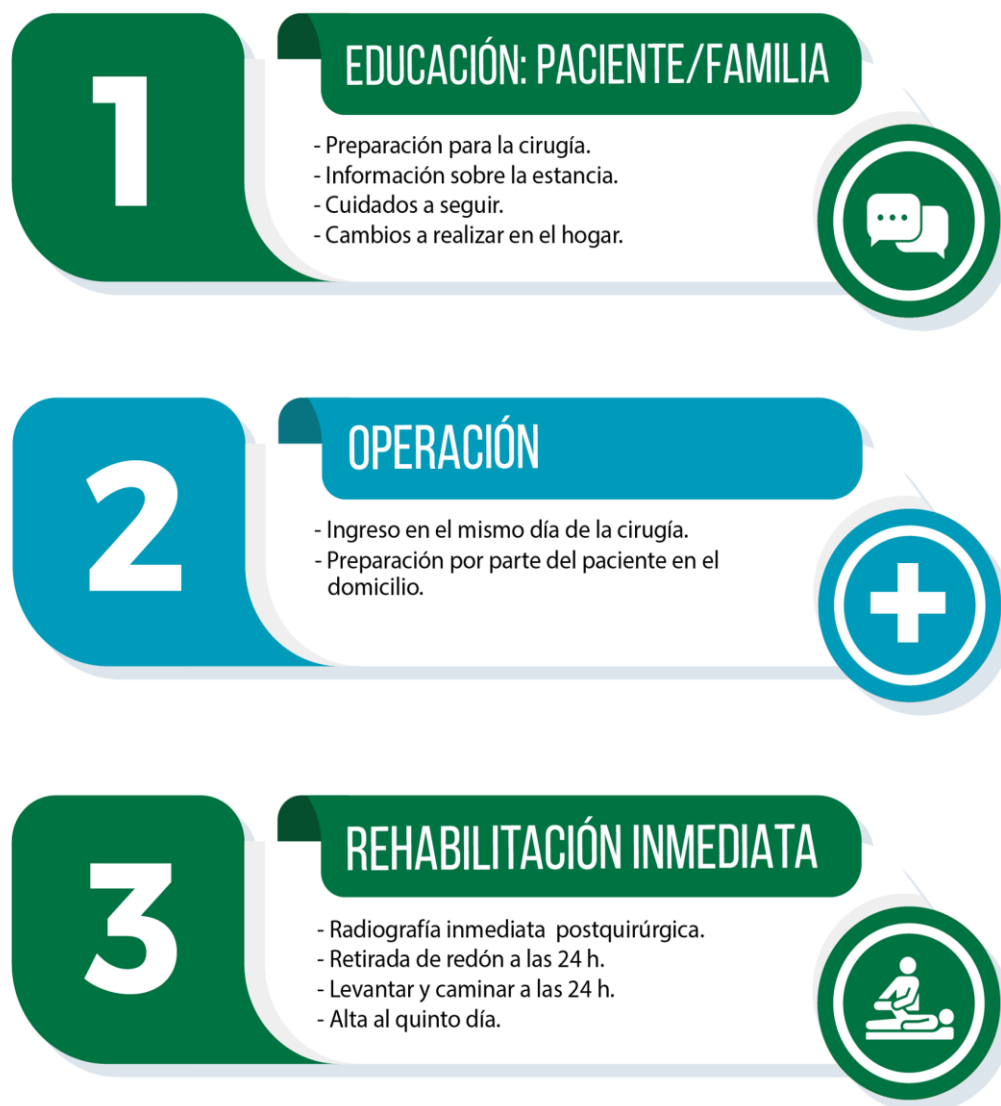 1
EDUCACIÓN: PACIENTE/FAMILIA
- Preparación para la cirugía.
- Información sobre la estancia.
- Cuidados a seguir.
- Cambios a realizar en el hogar.
2
OPERACIÓN
- Ingreso en el mismo día de la cirugía.
- Preparación por parte del paciente en el
domicilio.
3
REHABILITACIÓN INMEDIATA
- Radiografía inmediata postquirúrgica.
- Retirada de redón a las 24 h.
- Levantar y caminar a las 24 h.
- Alta al quinto día.